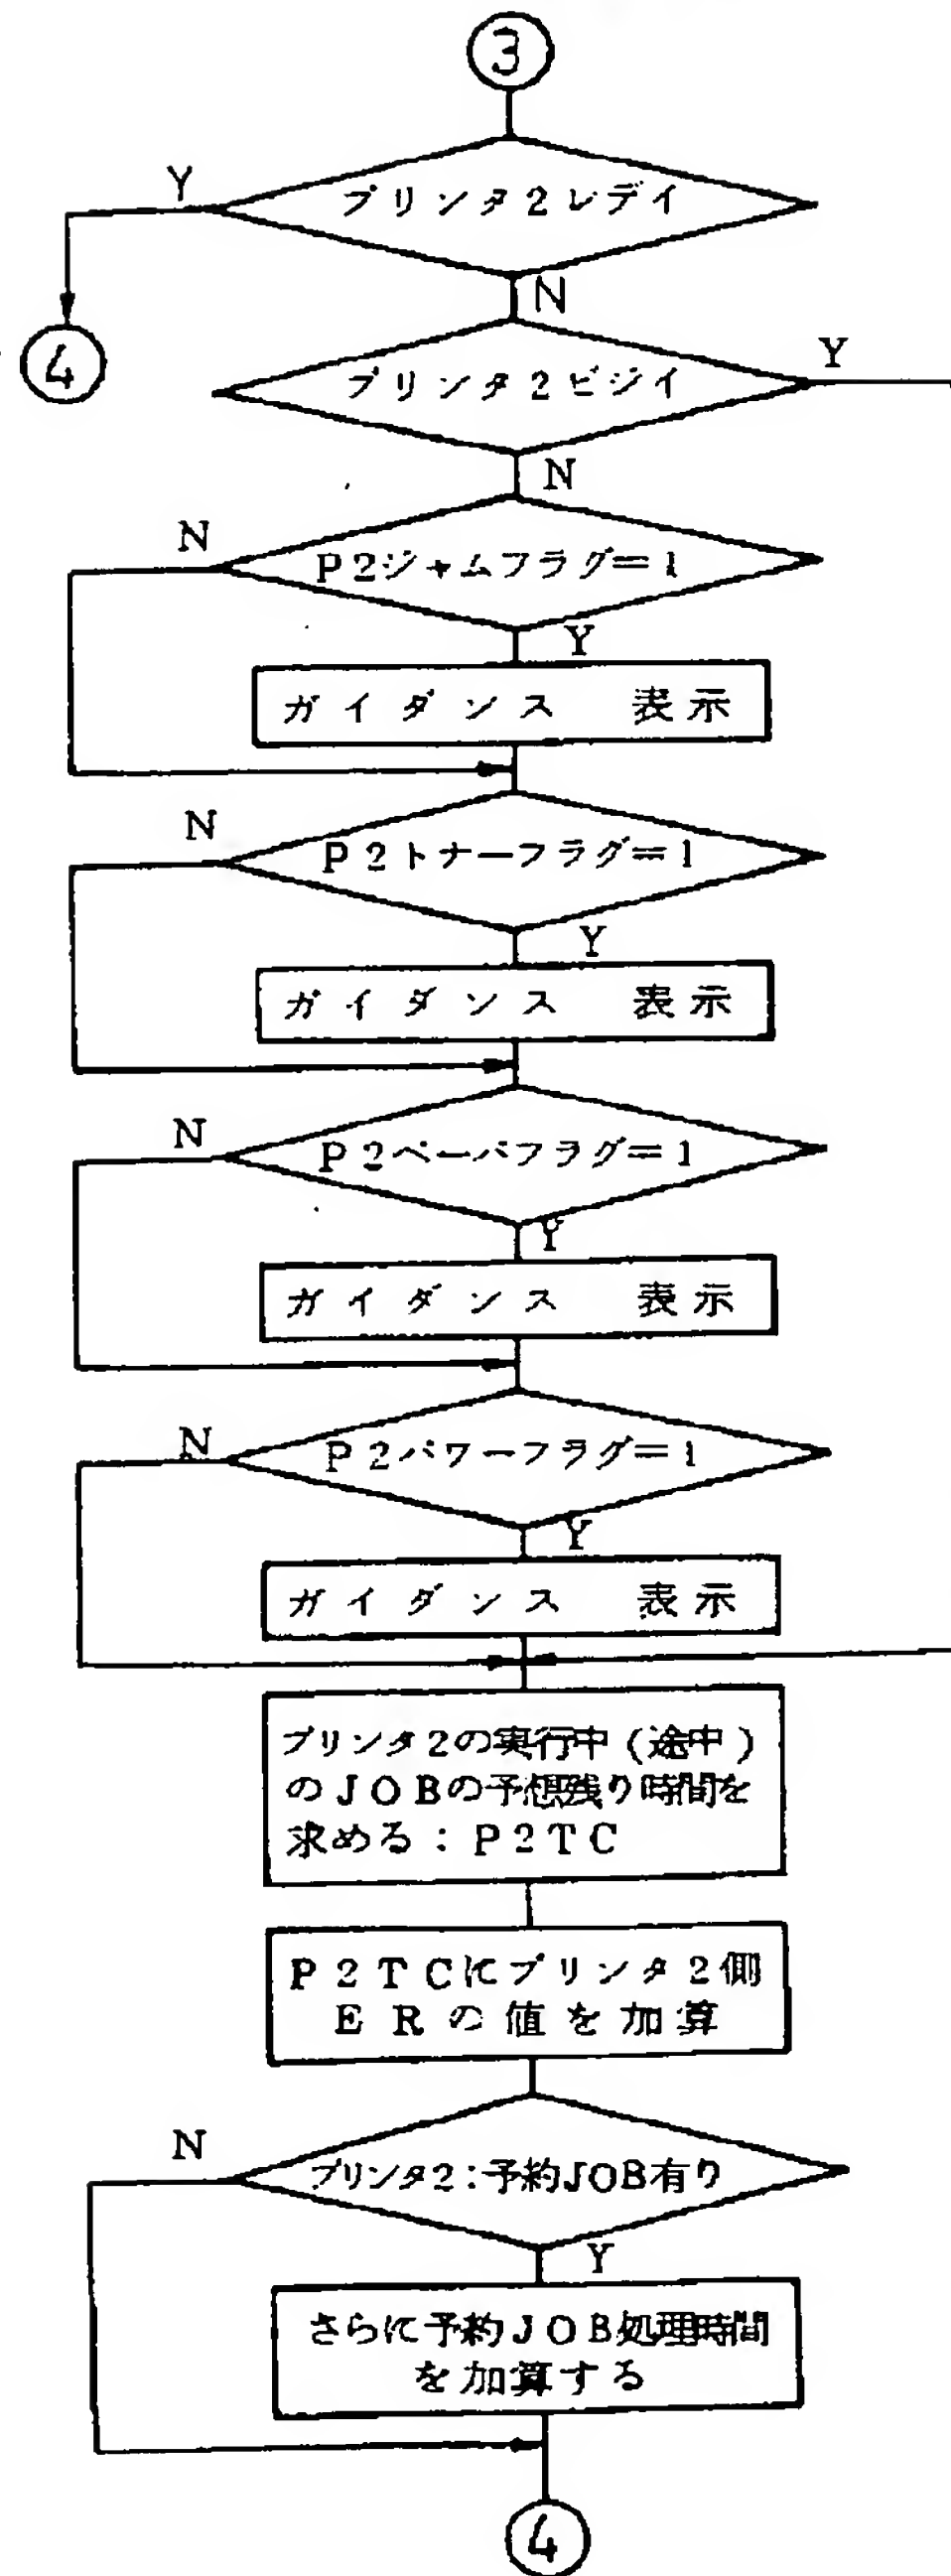 3
Y
プリンタ2レデイ
N
4
プリンタ2ビジイ
Y
N
N
P2ジャムフラグ=1
Y
ガイダンス 表示
N
P2トナーフラグ=1
Y
ガイダンス 表示
N
P2ペーパフラグ=1
Y
ガイダンス 表示
N
P2パワーフラグ=1
Y
ガイダンス 表示
プリンタ2の実行中(途中)
のJOBの予想残り時間を
求める:P2TC
P2TCにプリンタ2側
ERの値を加算
N
プリンタ2:予約JOB有り
Y
さらに予約JOB処理時間
を加算する
4